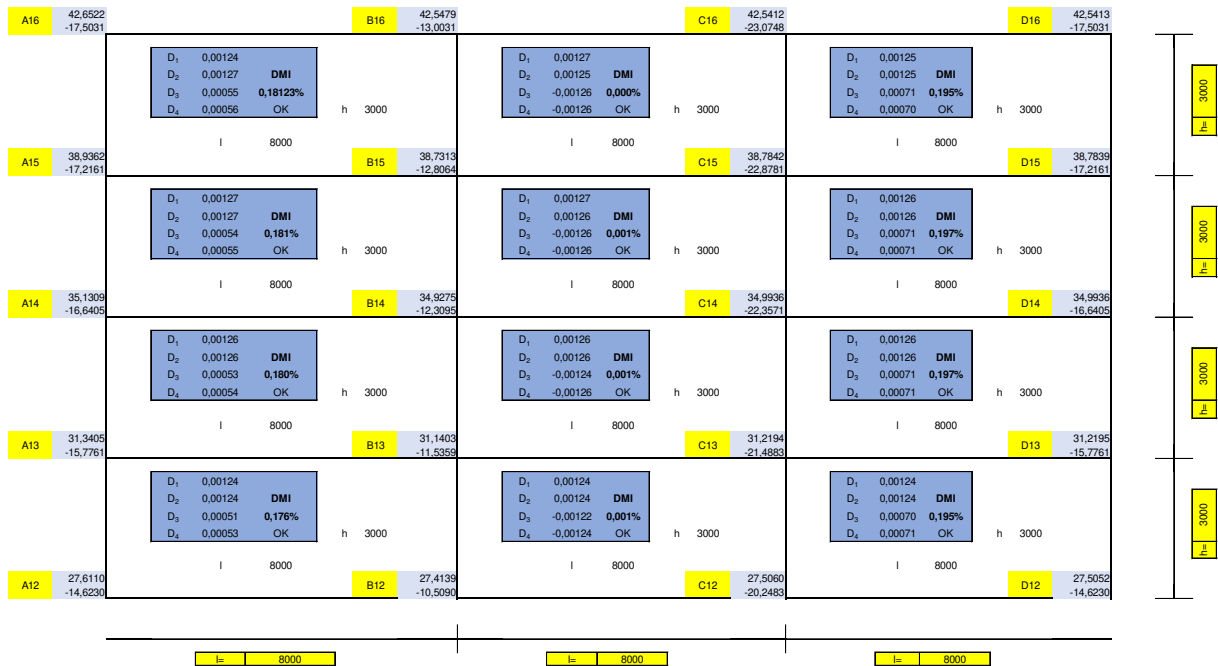 A16 42,6522 B16 42,5479 C16 42,5412 D16 42,5413
-17,5031 -13,0031 -23,0748 -17,5031
D₁ 0,00124 D₁ 0,00127 D₁ 0,00125
D₂ 0,00127 DMI D₂ 0,00125 DMI D₂ 0,00125 DMI
D₃ 0,00055 0,18123% D₃ -0,00126 0,000% D₃ 0,00071 0,195%
D₄ 0,00056 OK h 3000 D₄ -0,00126 OK h 3000 D₄ 0,00070 OK h 3000
h= 3000
l 8000 l 8000 l 8000
A15 38,9362 B15 38,7313 C15 38,7842 D15 38,7839
-17,2161 -12,8064 -22,8781 -17,2161
D₁ 0,00127 D₁ 0,00127 D₁ 0,00126
D₂ 0,00127 DMI D₂ 0,00126 DMI D₂ 0,00126 DMI
D₃ 0,00054 0,181% D₃ -0,00126 0,001% D₃ 0,00071 0,197%
D₄ 0,00055 OK h 3000 D₄ -0,00126 OK h 3000 D₄ 0,00071 OK h 3000
h= 3000
l 8000 l 8000 l 8000
A14 35,1309 B14 34,9275 C14 34,9936 D14 34,9936
-16,6405 -12,3095 -22,3571 -16,6405
D₁ 0,00126 D₁ 0,00126 D₁ 0,00126
D₂ 0,00126 DMI D₂ 0,00126 DMI D₂ 0,00126 DMI
D₃ 0,00053 0,180% D₃ -0,00124 0,001% D₃ 0,00071 0,197%
D₄ 0,00054 OK h 3000 D₄ -0,00126 OK h 3000 D₄ 0,00071 OK h 3000
h= 3000
l 8000 l 8000 l 8000
A13 31,3405 B13 31,1403 C13 31,2194 D13 31,2195
-15,7761 -11,5359 -21,4883 -15,7761
D₁ 0,00124 D₁ 0,00124 D₁ 0,00124
D₂ 0,00124 DMI D₂ 0,00124 DMI D₂ 0,00124 DMI
D₃ 0,00051 0,176% D₃ -0,00122 0,001% D₃ 0,00070 0,195%
D₄ 0,00053 OK h 3000 D₄ -0,00124 OK h 3000 D₄ 0,00071 OK h 3000
h= 3000
l 8000 l 8000 l 8000
A12 27,6110 B12 27,4139 C12 27,5060 D12 27,5052
-14,6230 -10,5090 -20,2483 -14,6230
l= 8000 l= 8000 l= 8000